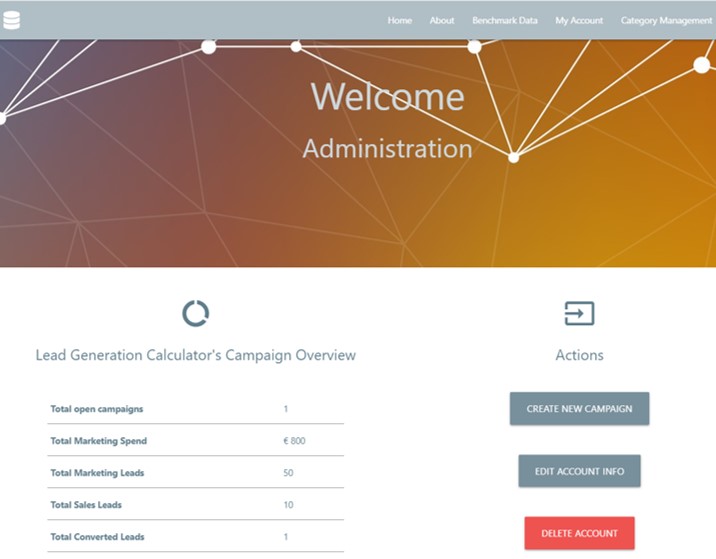 Home About Benchmark Data My Account Category Management
Welcome
Administration
Lead Generation Calculator's Campaign Overview
Total open campaigns 1
Total Marketing Spend € 800
Total Marketing Leads 50
Total Sales Leads 10
Total Converted Leads 1
Actions
CREATE NEW CAMPAIGN
EDIT ACCOUNT INFO
DELETE ACCOUNT